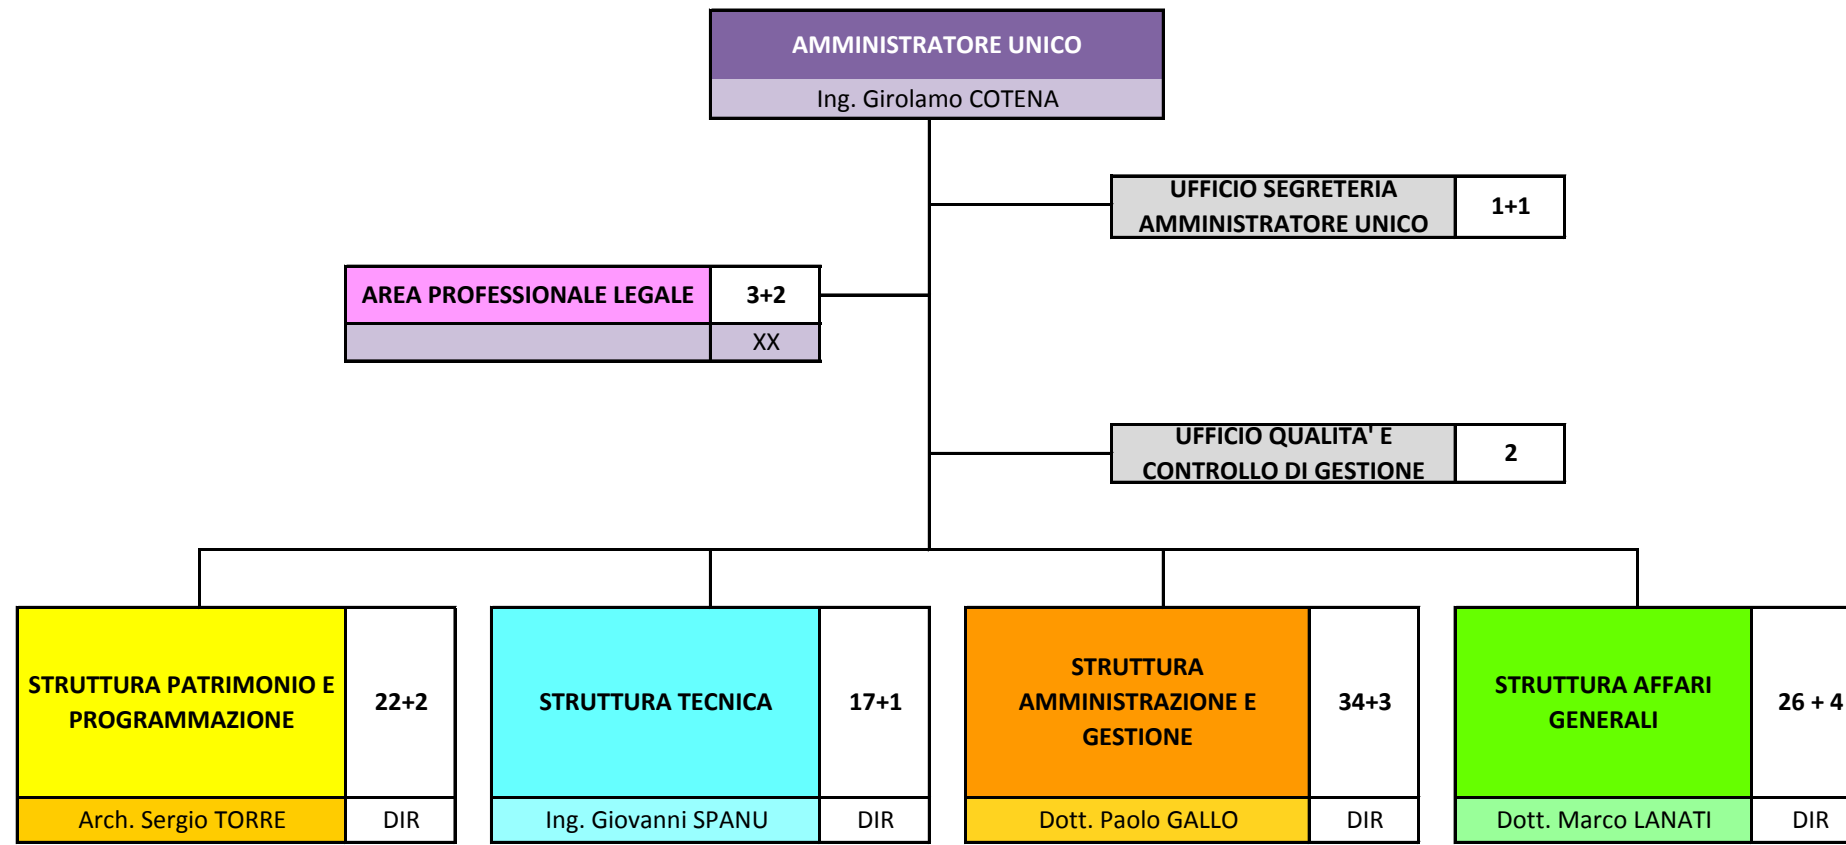 AMMINISTRATORE UNICO
Ing. Girolamo COTENA
UFFICIO SEGRETERIA
AMMINISTRATORE UNICO
1+1
AREA PROFESSIONALE LEGALE
3+2
XX
UFFICIO QUALITA' E
CONTROLLO DI GESTIONE
2
STRUTTURA PATRIMONIO E
PROGRAMMAZIONE
22+2
Arch. Sergio TORRE
DIR
STRUTTURA TECNICA
17+1
Ing. Giovanni SPANU
DIR
STRUTTURA
AMMINISTRAZIONE E
GESTIONE
34+3
Dott. Paolo GALLO
DIR
STRUTTURA AFFARI
GENERALI
26 + 4
Dott. Marco LANATI
DIR